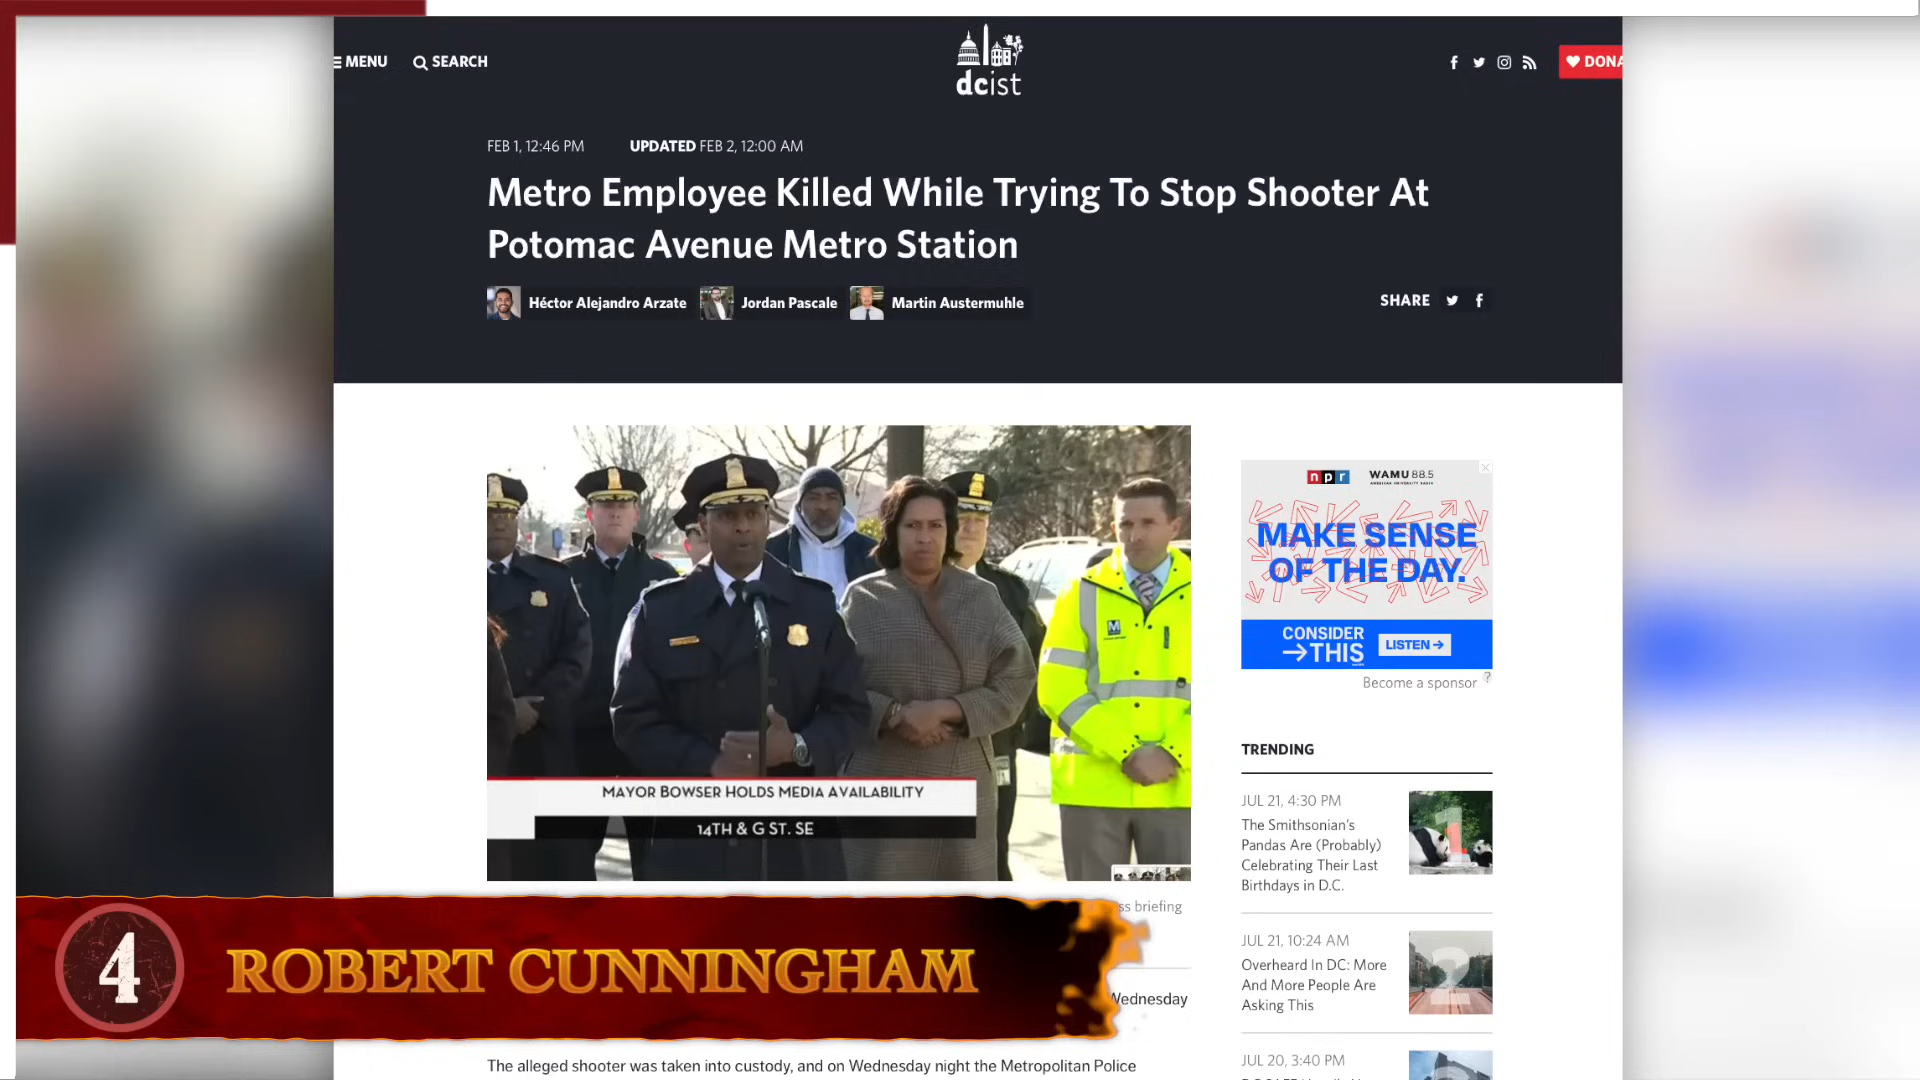 MENU
SEARCH
dcist
DONA
FEB 1, 12:46 PM
UPDATED FEB 2, 12:00 AM
Metro Employee Killed While Trying To Stop Shooter At
Potomac Avenue Metro Station
Héctor Alejandro Arzate
Jordan Pascale
Martin Austermuhle
SHARE
MAYOR BOWSER HOLDS MEDIA AVAILABILITY
14TH & G ST. SE
npr
WAMU 88.5
AMERICAN UNIVERSITY RADIO
MAKE SENSE
OF THE DAY.
CONSIDER
THIS
LISTEN
Become a sponsor
?
TRENDING
JUL 21, 4:30 PM
The Smithsonian's
Pandas Are (Probably)
Celebrating Their Last
Birthdays in D.C.
1
JUL 21, 10:24 AM
Overheard In DC: More
And More People Are
Asking This
2
JUL 20, 3:40 PM
ss briefing
4
ROBERT CUNNINGHAM
Wednesday
The alleged shooter was taken into custody, and on Wednesday night the Metropolitan Police